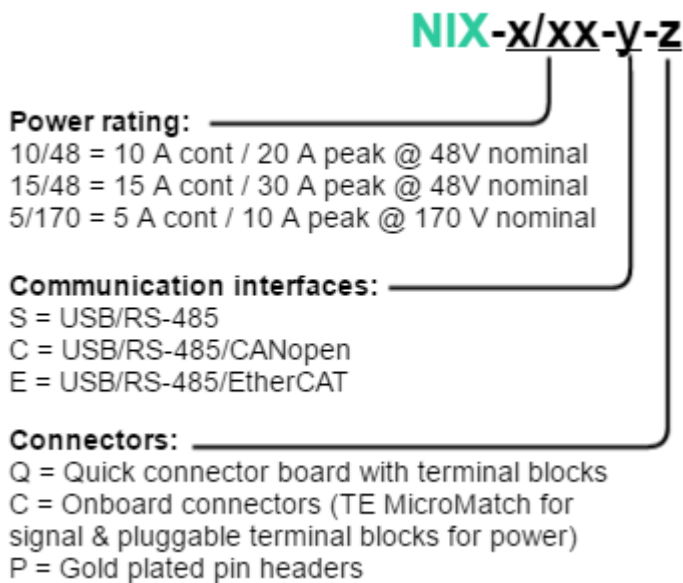 NIX-x/xx-y-z
Power rating:
10/48 = 10 A cont / 20 A peak @ 48V nominal
15/48 = 15 A cont / 30 A peak @ 48V nominal
5/170 = 5 A cont / 10 A peak @ 170 V nominal
Communication interfaces:
S = USB/RS-485
C = USB/RS-485/CANopen
E = USB/RS-485/EtherCAT
Connectors:
Q = Quick connector board with terminal blocks
C = Onboard connectors (TE MicroMatch for
signal & pluggable terminal blocks for power)
P = Gold plated pin headers